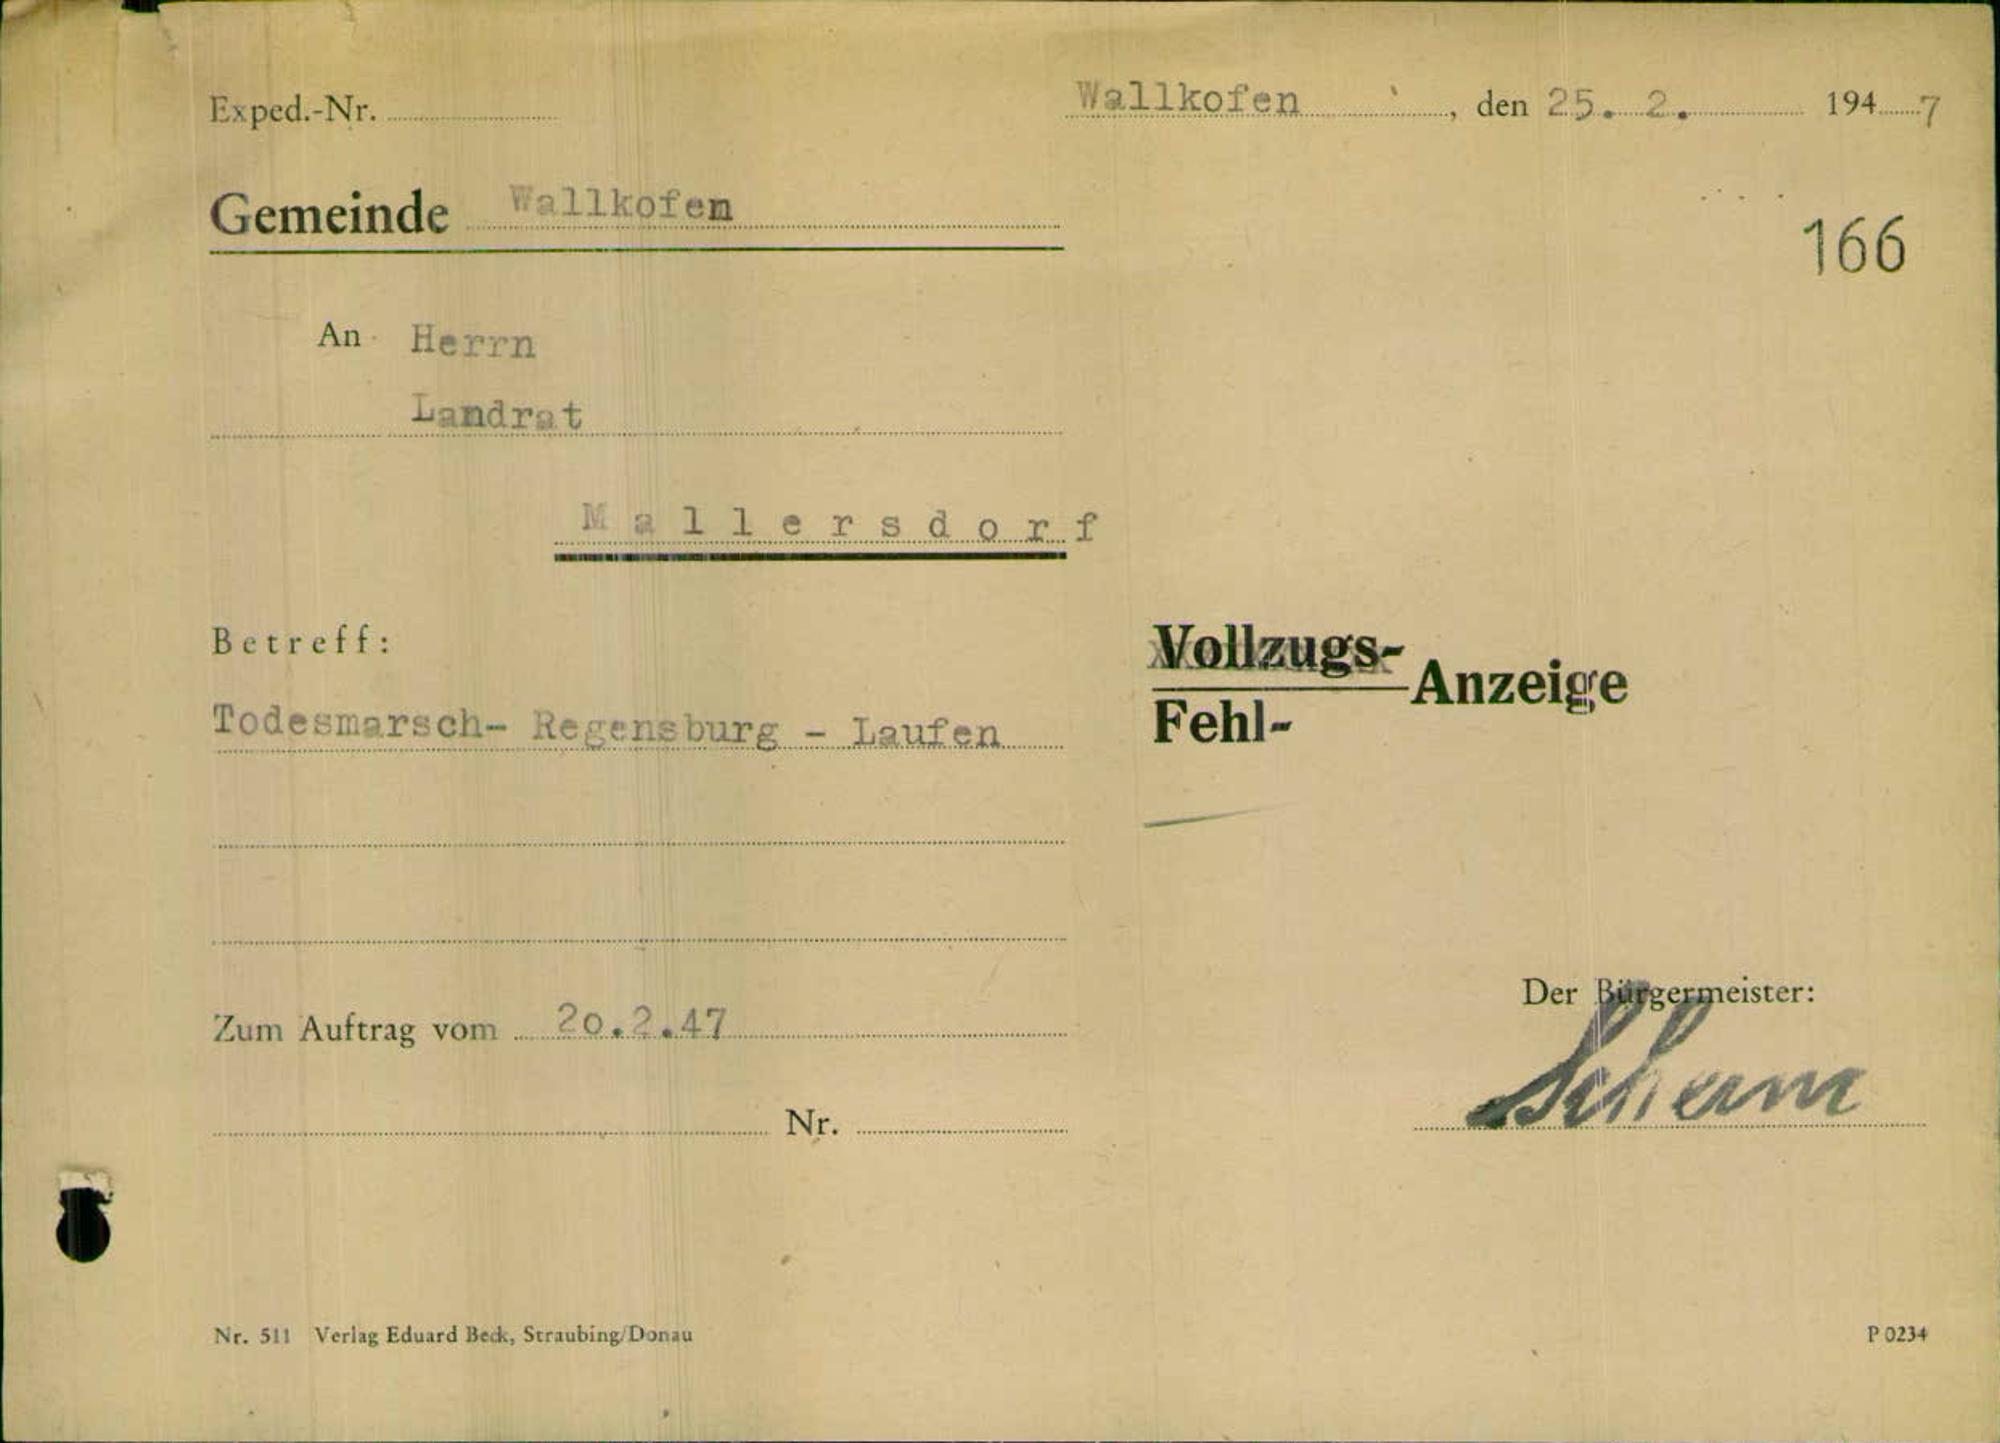 Exped.-Nr.
Wallkofen, den 25. 2. 1947
Gemeinde Wallkofen
166
An Herrn
Landrat
Mallersdorf
Betreff:
Vollzugs-
Fehl-
Anzeige
Todesmarsch- Regensburg - Laufen
Zum Auftrag vom 20.2.47
Nr.
Der Bürgermeister:
Nr. 511 Verlag Eduard Beck, Straubing/Donau
P 0234